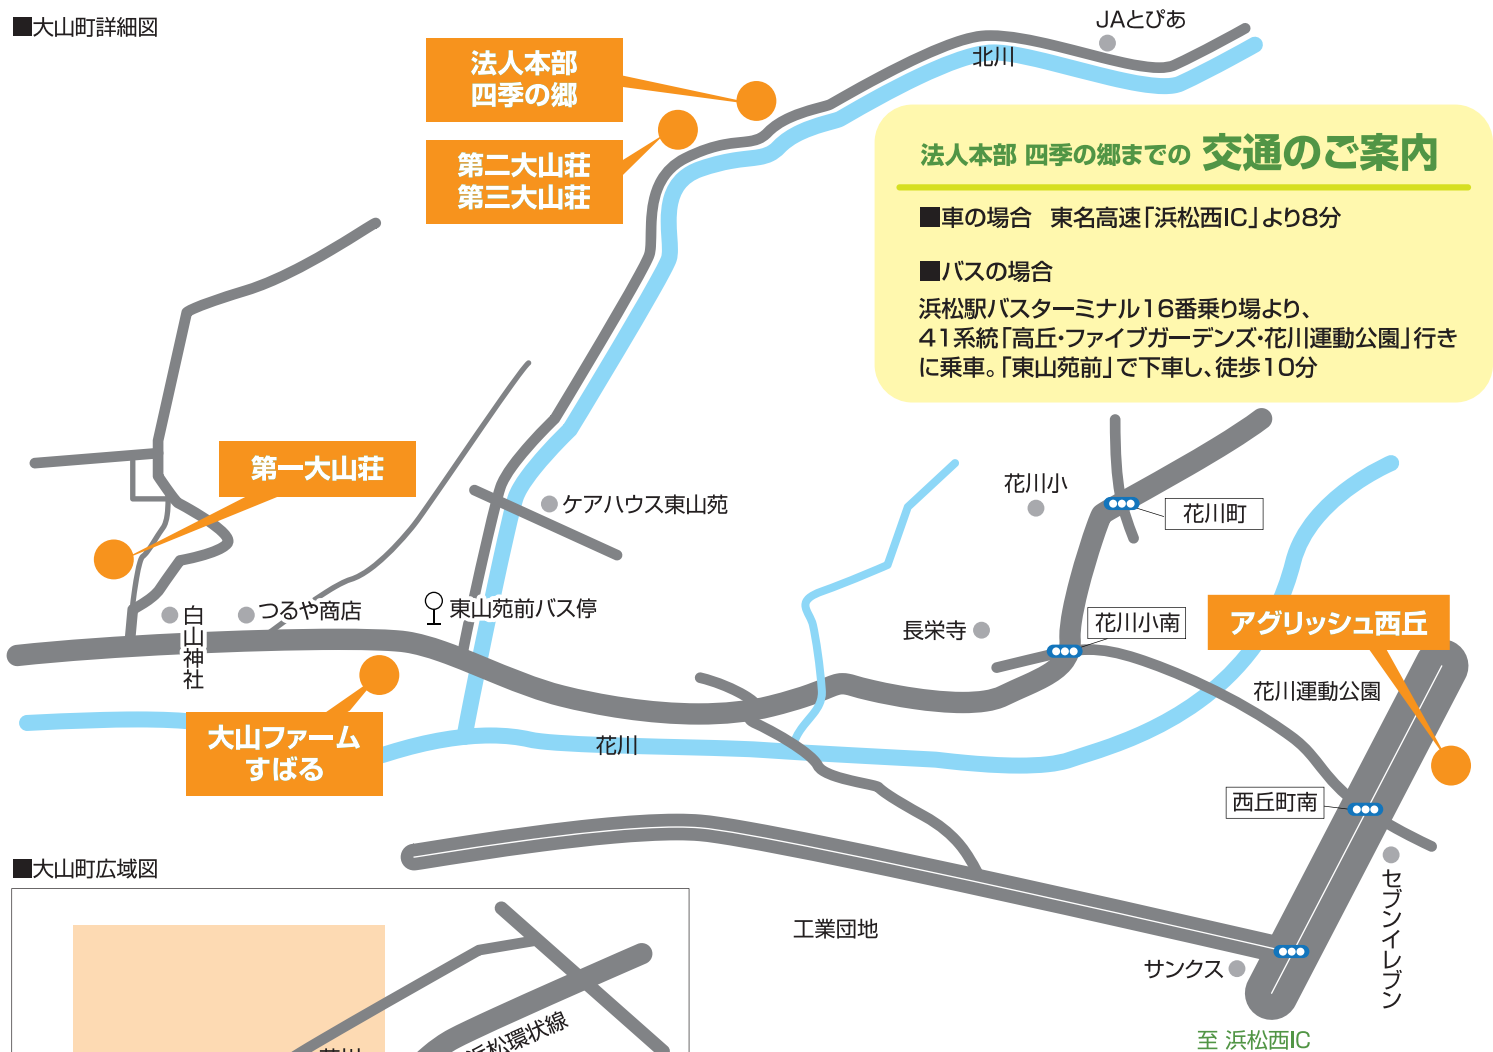 ■大山町詳細図
JAとぴあ
北川
法人本部
四季の郷
第二大山荘
第三大山荘
法人本部 四季の郷までの 交通のご案内
■車の場合　東名高速「浜松西IC」より8分
■バスの場合
浜松駅バスターミナル16番乗り場より、
41系統「高丘・ファイブガーデンズ・花川運動公園」行き
に乗車。「東山苑前」で下車し、徒歩10分
第一大山荘
ケアハウス東山苑
花川小
花川町
白山神社
つるや商店
東山苑前バス停
長栄寺
花川小南
アグリッシュ西丘
花川運動公園
大山ファーム
すばる
花川
西丘町南
セブンイレブン
工業団地
サンクス
至 浜松西IC
■大山町広域図
浜松環状線
花川